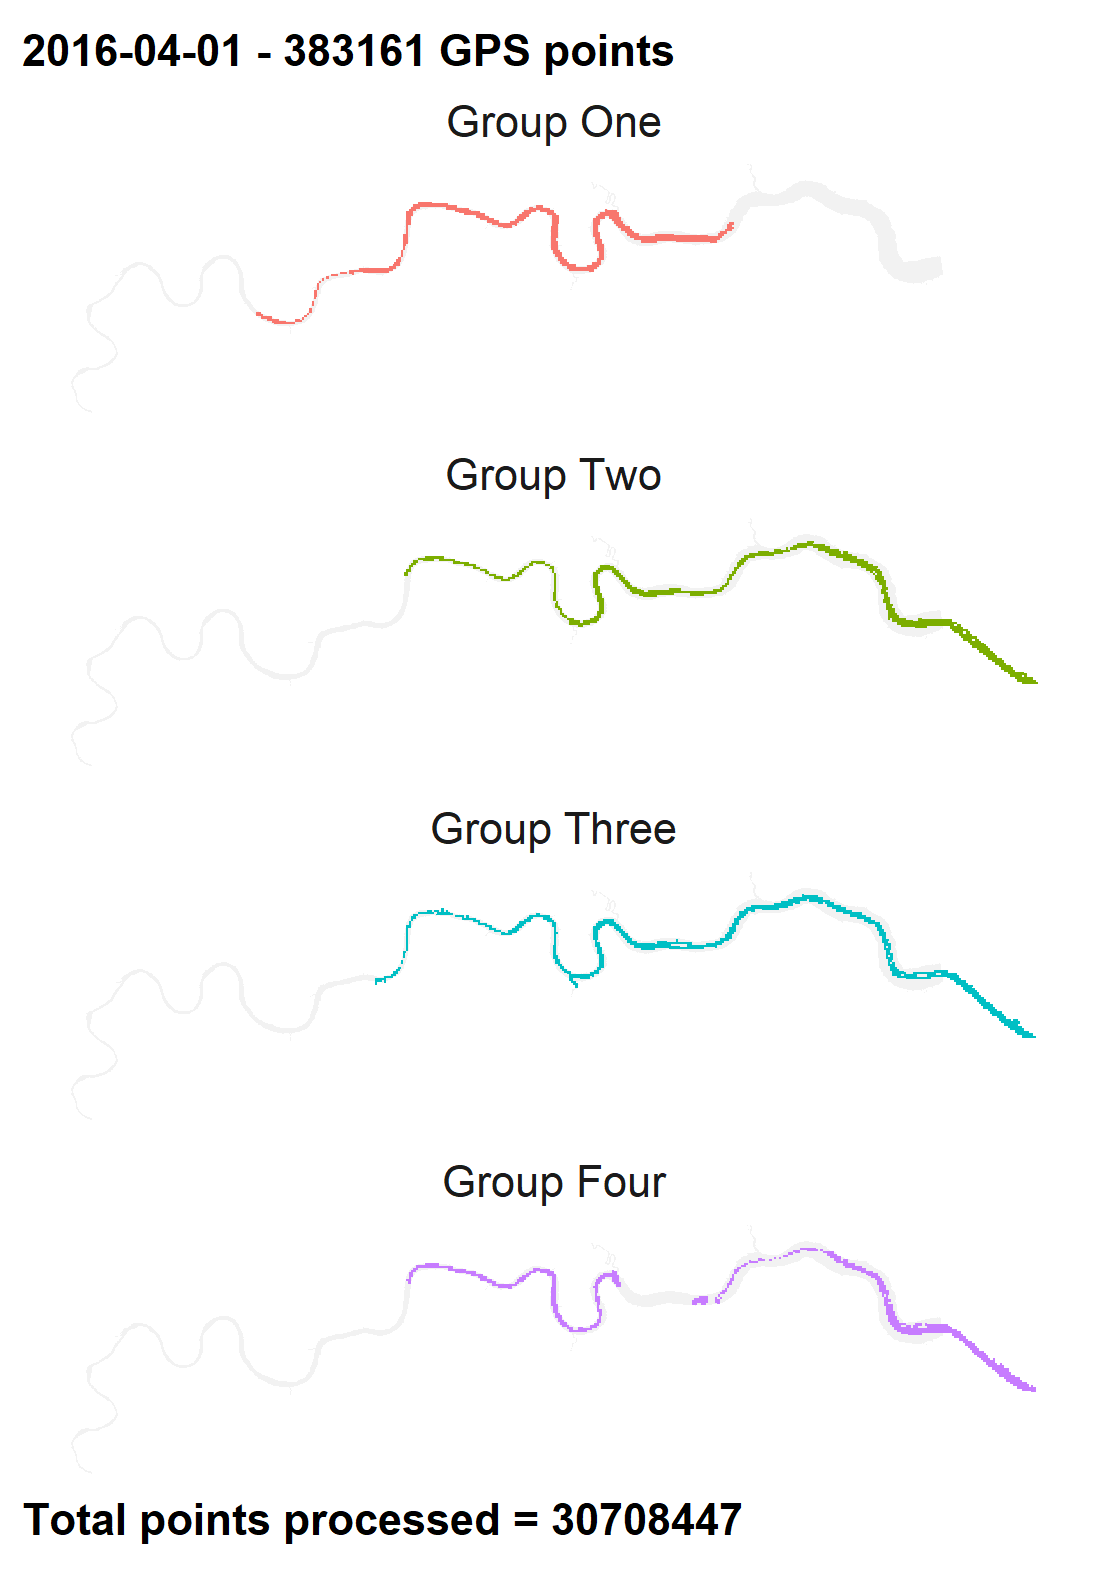 2016-04-01 - 383161 GPS points
Group One
Group Two
Group Three
Group Four
Total points processed = 30708447